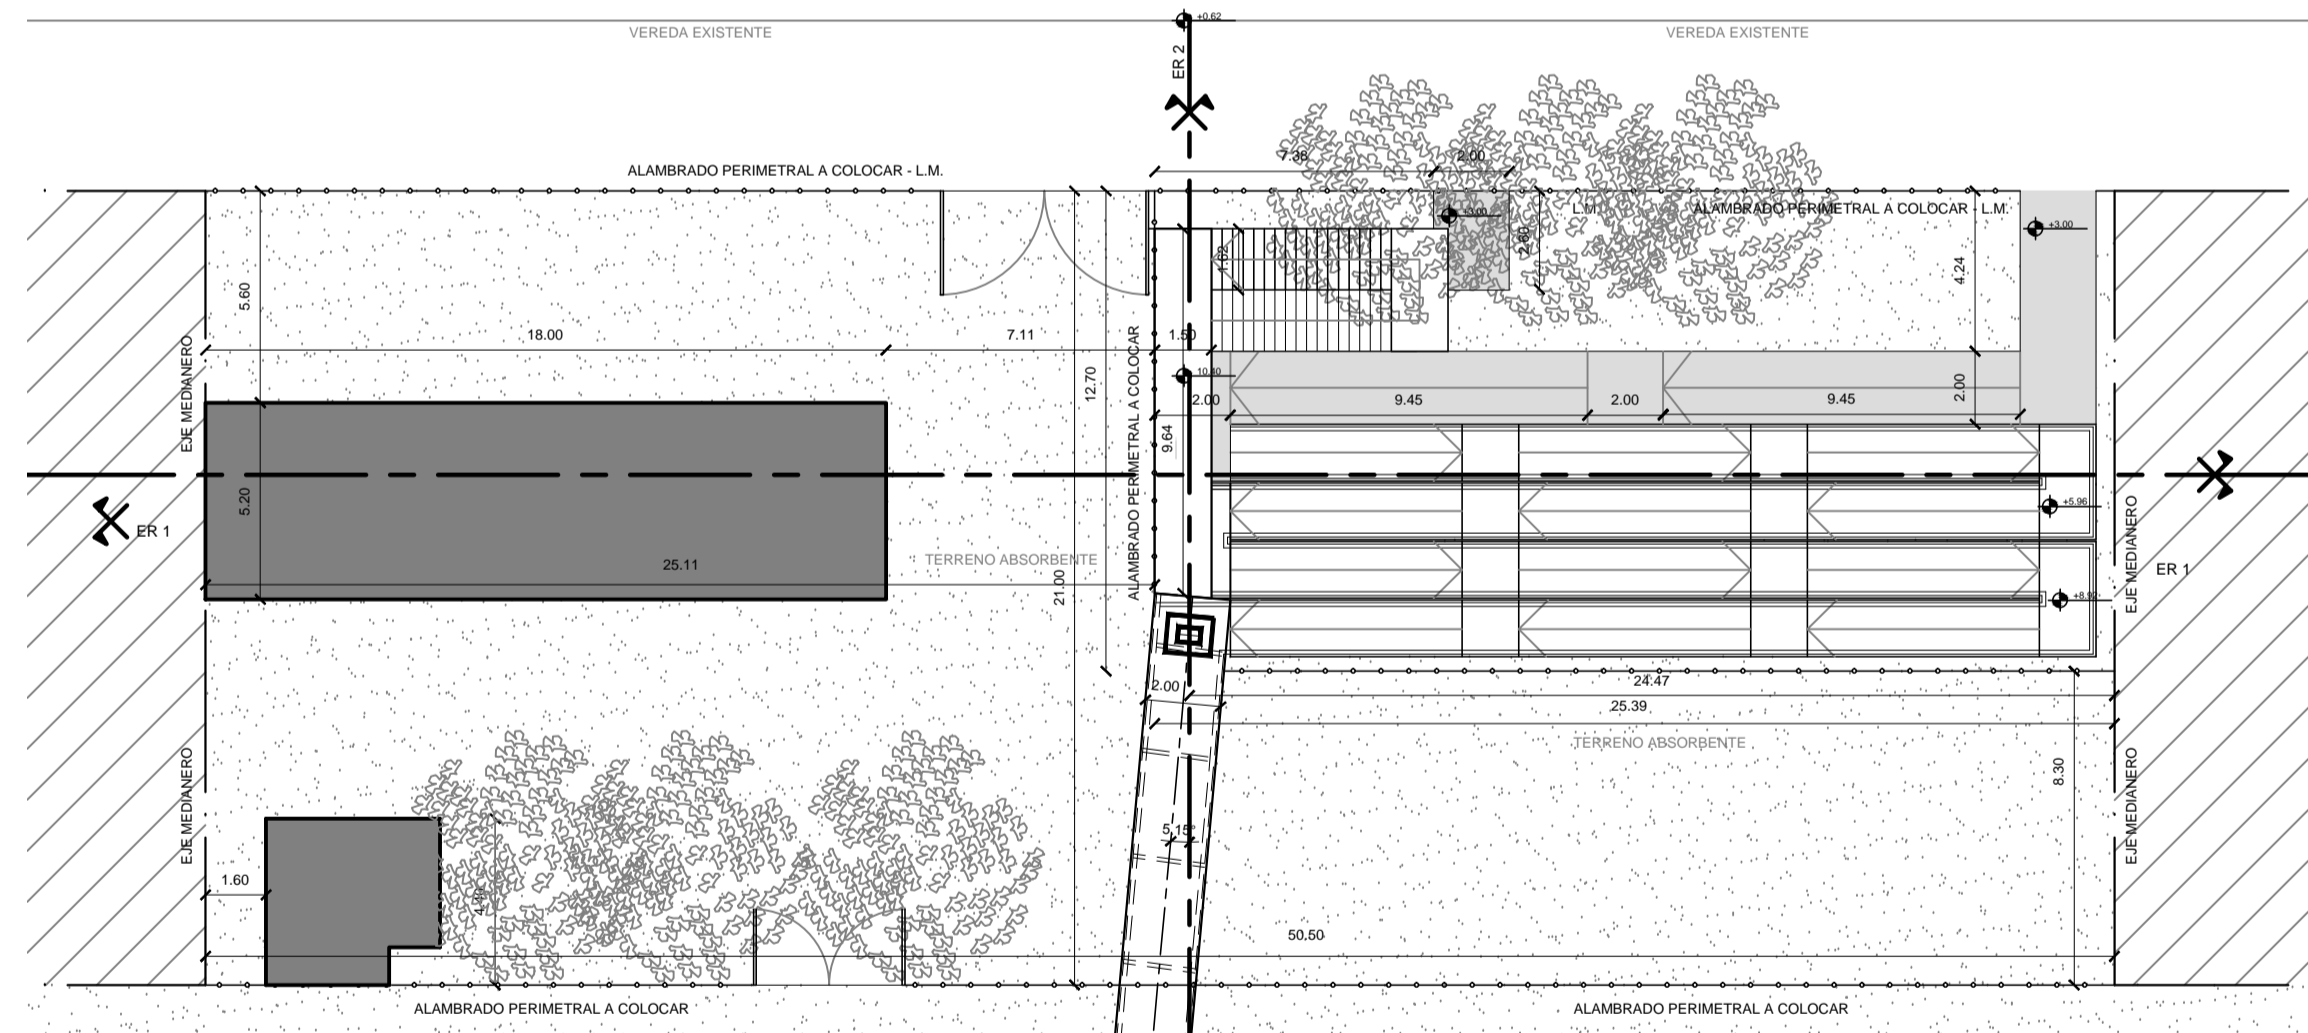 +0.62
VEREDA EXISTENTE
VEREDA EXISTENTE
ER 2
7.38
2.00
ALAMBRADO PERIMETRAL A COLOCAR - L.M.
L.M.
ALAMBRADO PERIMETRAL A COLOCAR - L.M.
+3.00
+3.00
1.62
2.60
4.24
5.60
18.00
7.11
1.50
EJE MEDIANERO
12.70
ALAMBRADO PERIMETRAL A COLOCAR
10.40
2.00
9.45
2.00
9.45
2.00
9.64
5.20
ER 1
+5.96
EJE MEDIANERO
25.11
TERRENO ABSORBENTE
21.00
ER 1
+8.92
2.00
24.47
25.39
TERRENO ABSORBENTE
EJE MEDIANERO
EJE MEDIANERO
8.30
5.15°
1.60
50.50
ALAMBRADO PERIMETRAL A COLOCAR
ALAMBRADO PERIMETRAL A COLOCAR